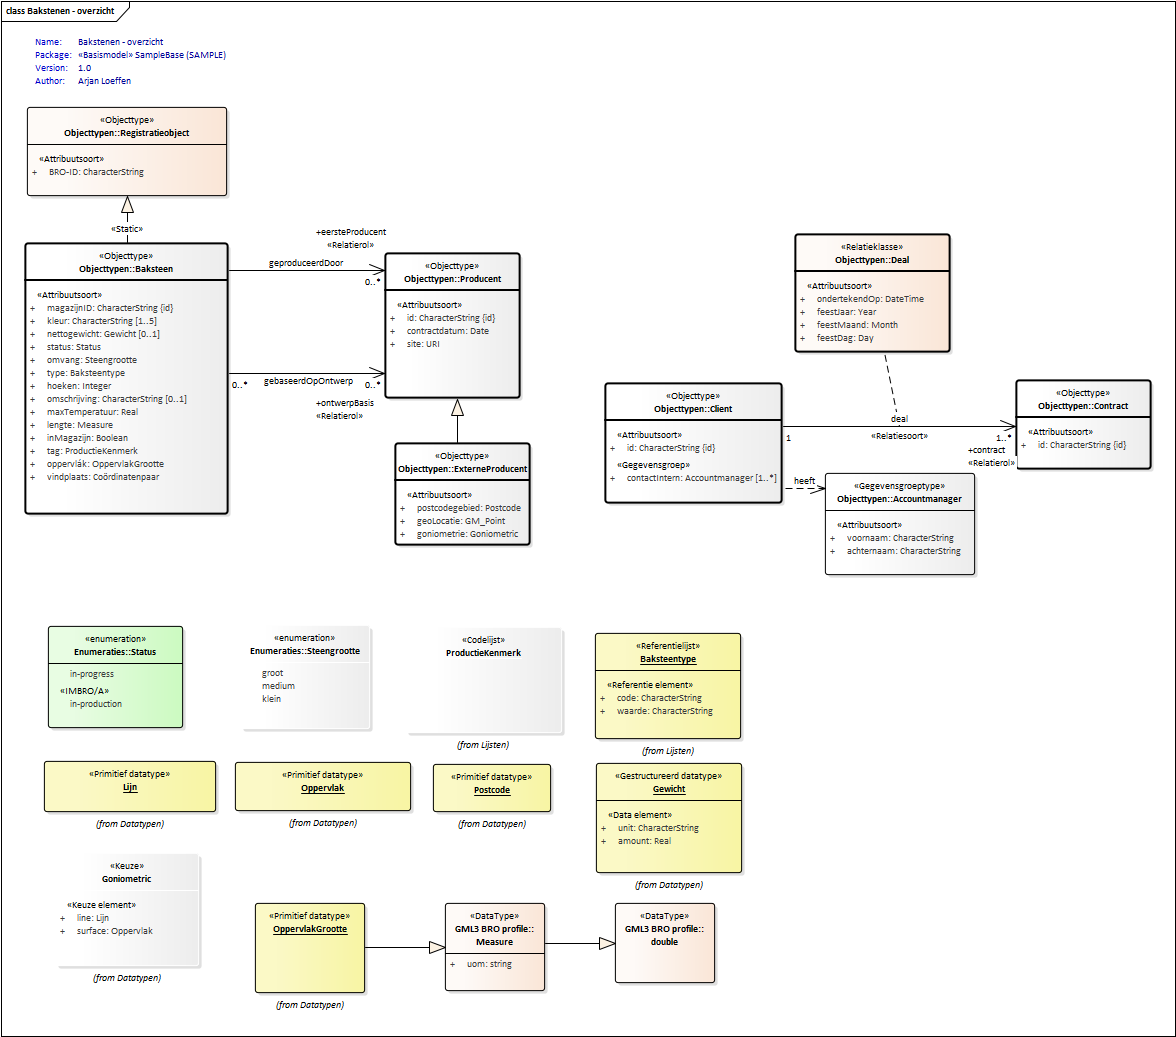 class Bakstenen - overzicht
Name: Bakstenen - overzicht
Package: «Basismodel» SampleBase (SAMPLE)
Version: 1.0
Author: Arjan Loeffen
«Objecttype»
Objecttypen::Registratieobject
«Attribuutsoort»
+ BRO-ID: CharacterString
«Static»
«Objecttype»
Objecttypen::Baksteen
«Attribuutsoort»
+ magazijnID: CharacterString {id}
+ kleur: CharacterString [1..5]
+ nettogewicht: Gewicht [0..1]
+ status: Status
+ omvang: Steengrootte
+ type: Baksteentype
+ hoeken: Integer
+ omschrijving: CharacterString [0..1]
+ maxTemperatuur: Real
+ lengte: Measure
+ inMagazijn: Boolean
+ tag: ProductieKenmerk
+ oppervlák: OppervlakGrootte
+ vindplaats: Coördinatenpaar
+eersteProducent
«Relatierol»
geproduceerdDoor
0..*
gebaseerdOpOntwerp
0..*
0..*
+ontwerpBasis
«Relatierol»
«Objecttype»
Objecttypen::Producent
«Attribuutsoort»
+ id: CharacterString {id}
+ contractdatum: Date
+ site: URI
«Objecttype»
Objecttypen::ExterneProducent
«Attribuutsoort»
+ postcodegebied: Postcode
+ geoLocatie: GM_Point
+ goniometrie: Goniometric
«Relatieklasse»
Objecttypen::Deal
«Attribuutsoort»
+ ondertekendOp: DateTime
+ feestJaar: Year
+ feestMaand: Month
+ feestDag: Day
«Objecttype»
Objecttypen::Client
«Attribuutsoort»
+ id: CharacterString {id}
«Gegevensgroep»
+ contactIntern: Accountmanager [1..*]
deal
1
«Relatiesoort»
1..*
+contract
«Relatierol»
«Objecttype»
Objecttypen::Contract
«Attribuutsoort»
+ id: CharacterString {id}
heeft
«Gegevensgroeptype»
Objecttypen::Accountmanager
«Attribuutsoort»
+ voornaam: CharacterString
+ achternaam: CharacterString
«enumeration»
Enumeraties::Status
in-progress
«IMBRO/A»
in-production
«enumeration»
Enumeraties::Steengrootte
groot
medium
klein
«Codelijst»
ProductieKenmerk
(from Lijsten)
«Referentielijst»
Baksteentype
«Referentie element»
+ code: CharacterString
+ waarde: CharacterString
(from Lijsten)
«Primitief datatype»
Lijn
(from Datatypen)
«Primitief datatype»
Oppervlak
(from Datatypen)
«Primitief datatype»
Postcode
(from Datatypen)
«Gestructureerd datatype»
Gewicht
«Data element»
+ unit: CharacterString
+ amount: Real
(from Datatypen)
«Keuze»
Goniometric
«Keuze element»
+ line: Lijn
+ surface: Oppervlak
(from Datatypen)
«Primitief datatype»
OppervlakGrootte
(from Datatypen)
«DataType»
GML3 BRO profile::
Measure
+ uom: string
«DataType»
GML3 BRO profile::
double